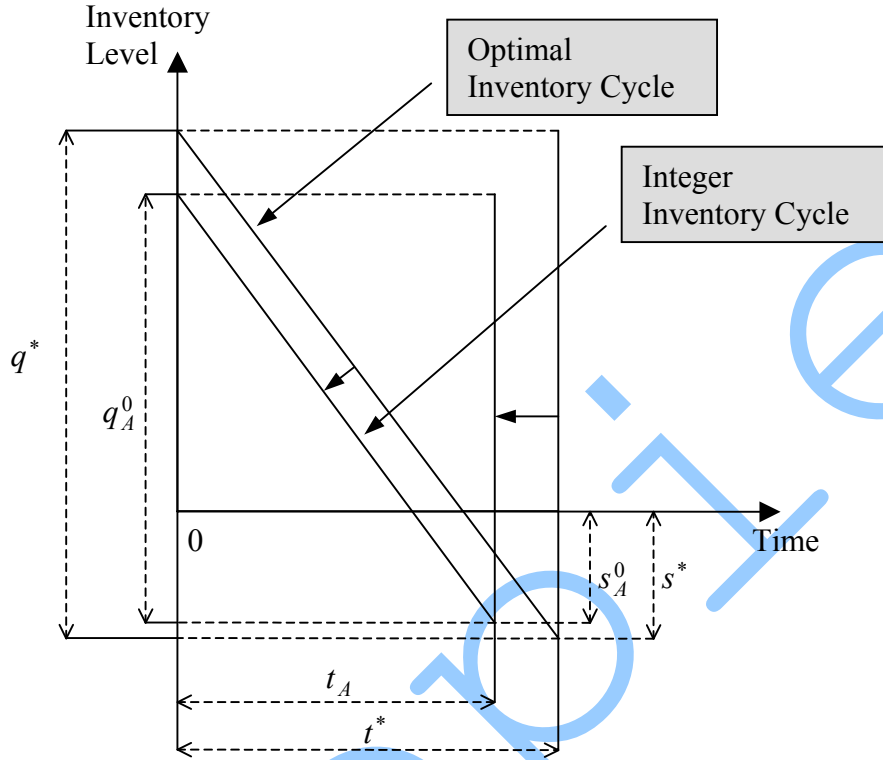 Inventory
Level
Optimal
Inventory Cycle
Integer
Inventory Cycle
q*
q_A^0
0
Time
s_A^0
s*
t_A
t*